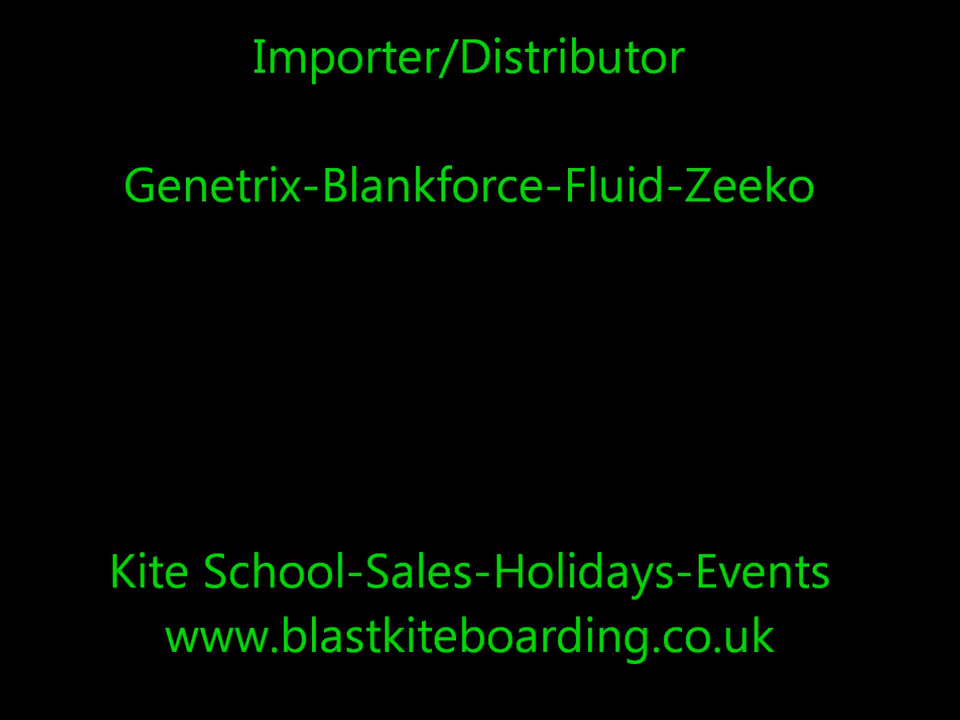 Importer/Distributor
Genetrix-Blankforce-Fluid-Zeeko
Kite School-Sales-Holidays-Events
www.blastkiteboarding.co.uk